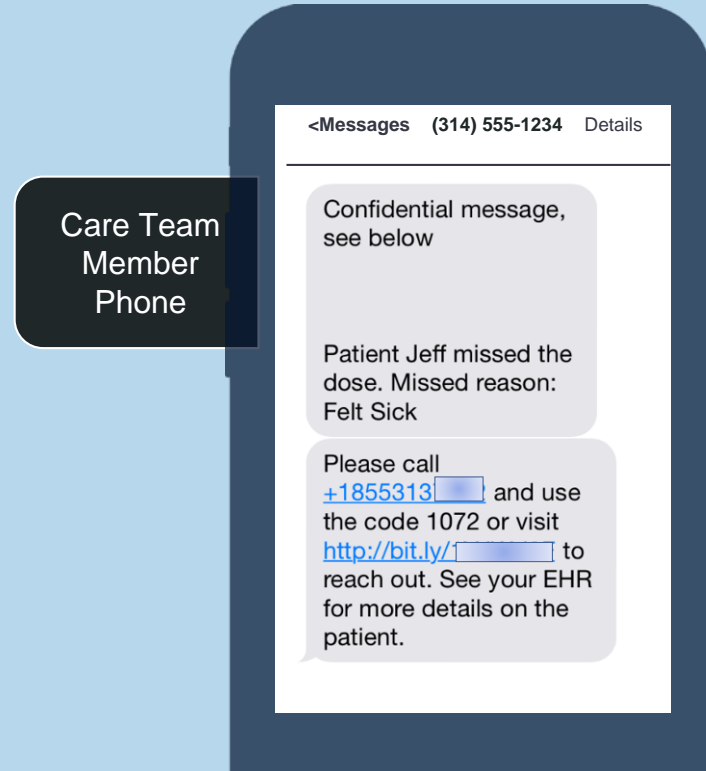 <Messages (314) 555-1234 Details
Care Team
Member
Phone
Confidential message,
see below
Patient Jeff missed the
dose. Missed reason:
Felt Sick
Please call
+1855313 and use
the code 1072 or visit
http://bit.ly/ to
reach out. See your EHR
for more details on the
patient.